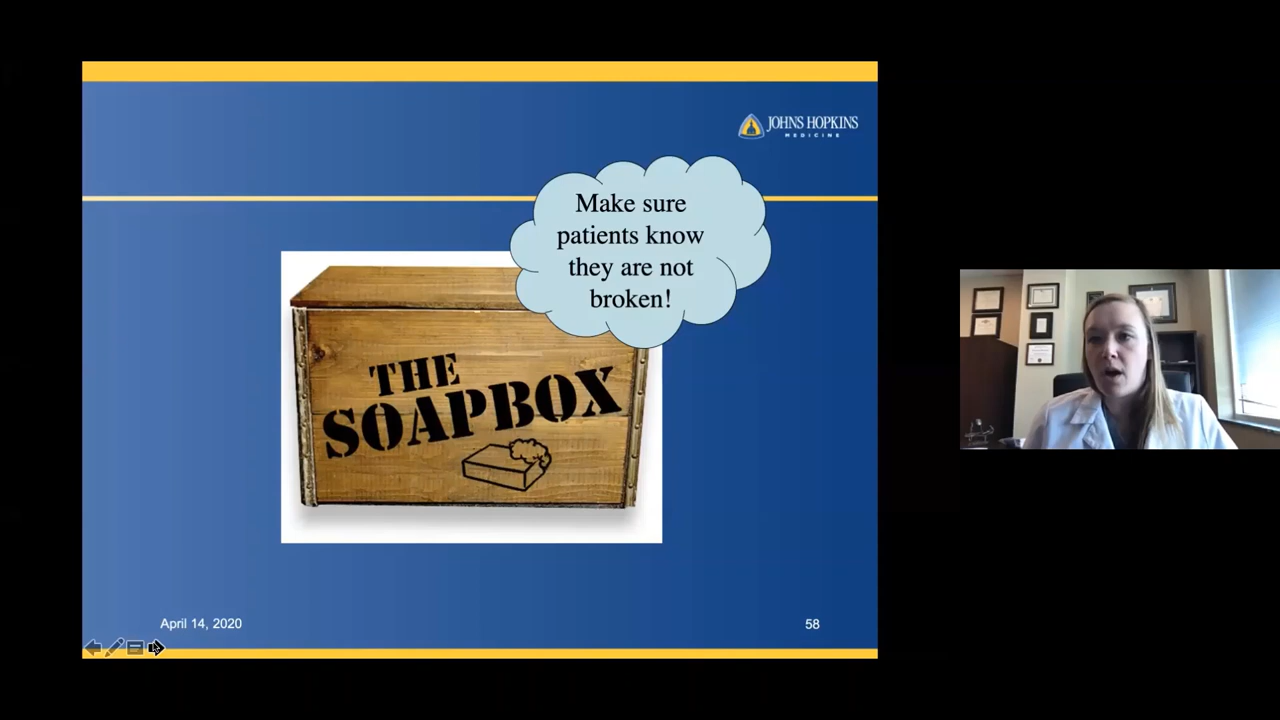 JOHNS HOPKINS
MEDICINE
Make sure
patients know
they are not
broken!
THE
SOAPBOX
April 14, 2020
58